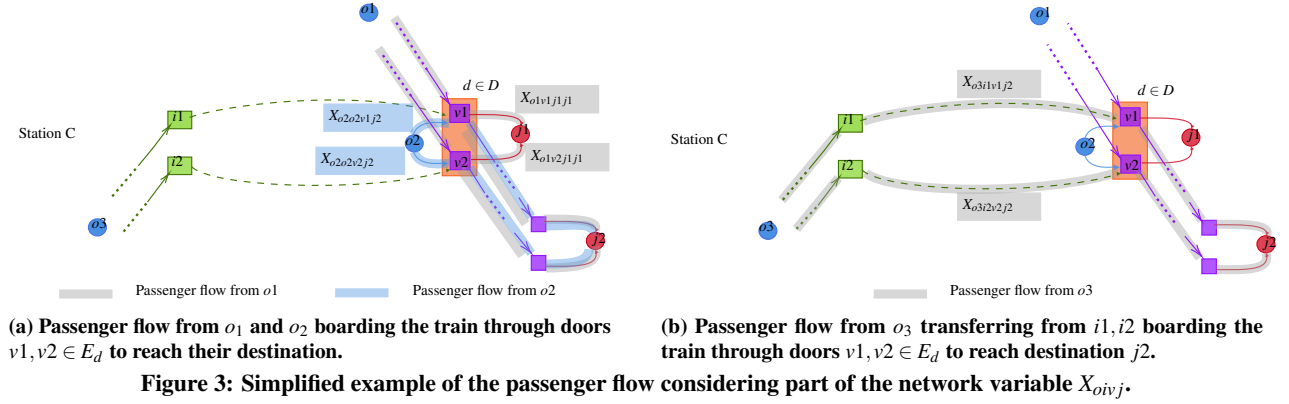 o1
d ∈ D
X_{o1v1j1j1}
i1
v1
X_{o2o2v1j2}
Station C
o2
j1
i2
v2
X_{o2o2v2j2}
X_{o1v2j1j1}
o3
j2
Passenger flow from o1
Passenger flow from o2
(a) Passenger flow from o_1 and o_2 boarding the train through doors
v1, v2 ∈ E_d to reach their destination.
o1
X_{o3i1v1j2}
d ∈ D
i1
v1
Station C
o2
j1
i2
v2
X_{o3i2v2j2}
o3
j2
Passenger flow from o3
(b) Passenger flow from o_3 transferring from i1, i2 boarding the
train through doors v1, v2 ∈ E_d to reach destination j2.
Figure 3: Simplified example of the passenger flow considering part of the network variable X_{oivj}.